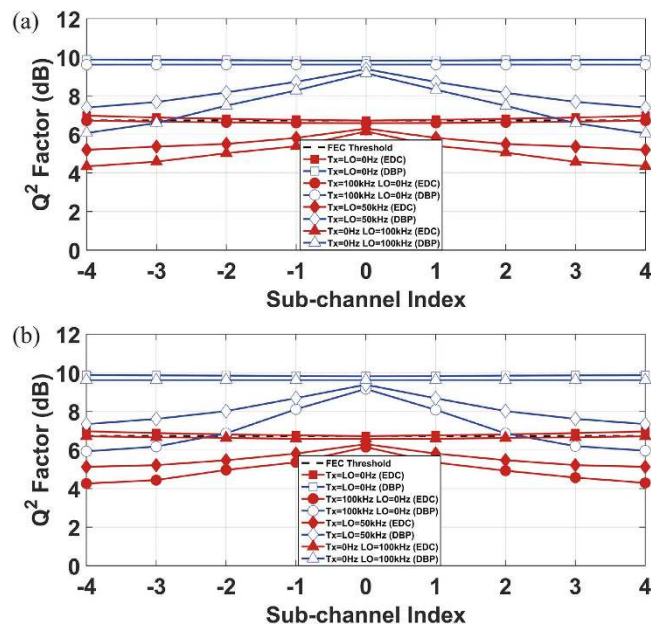 (a)
12
10
8
6
4
2
0
Q² Factor (dB)
FEC Threshold
Tx=LO=0Hz (EDC)
Tx=LO=0Hz (DBP)
Tx=100kHz LO=0Hz (EDC)
Tx=100kHz LO=0Hz (DBP)
Tx=LO=50kHz (EDC)
Tx=LO=50kHz (DBP)
Tx=0Hz LO=100kHz (EDC)
Tx=0Hz LO=100kHz (DBP)
-4 -3 -2 -1 0 1 2 3 4
Sub-channel Index
(b)
12
10
8
6
4
2
0
Q² Factor (dB)
FEC Threshold
Tx=LO=0Hz (EDC)
Tx=LO=0Hz (DBP)
Tx=100kHz LO=0Hz (EDC)
Tx=100kHz LO=0Hz (DBP)
Tx=LO=50kHz (EDC)
Tx=LO=50kHz (DBP)
Tx=0Hz LO=100kHz (EDC)
Tx=0Hz LO=100kHz (DBP)
-4 -3 -2 -1 0 1 2 3 4
Sub-channel Index